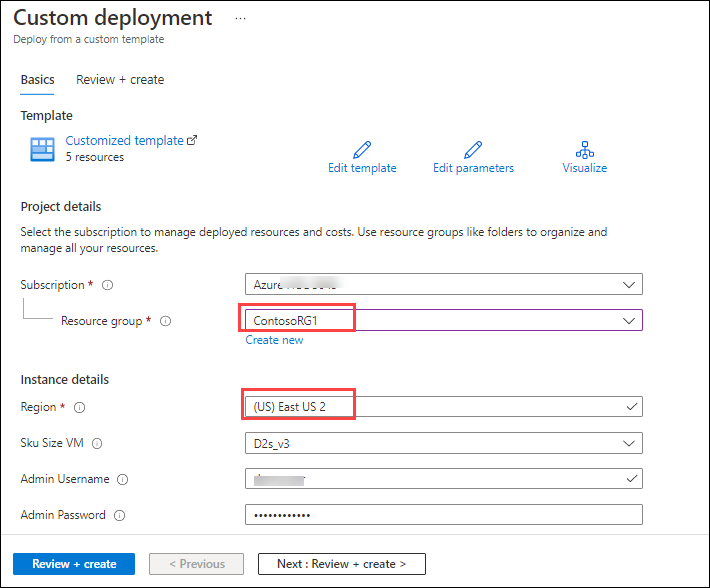 Custom deployment ...
Deploy from a custom template
Basics Review + create
Template
Customized template
5 resources
Edit template Edit parameters Visualize
Project details
Select the subscription to manage deployed resources and costs. Use resource groups like folders to organize and
manage all your resources.
Subscription * Azure
Resource group * ContosoRG1
Create new
Instance details
Region * (US) East US 2
Sku Size VM D2s_v3
Admin Username
Admin Password ••••••••••••
Review + create < Previous Next : Review + create >